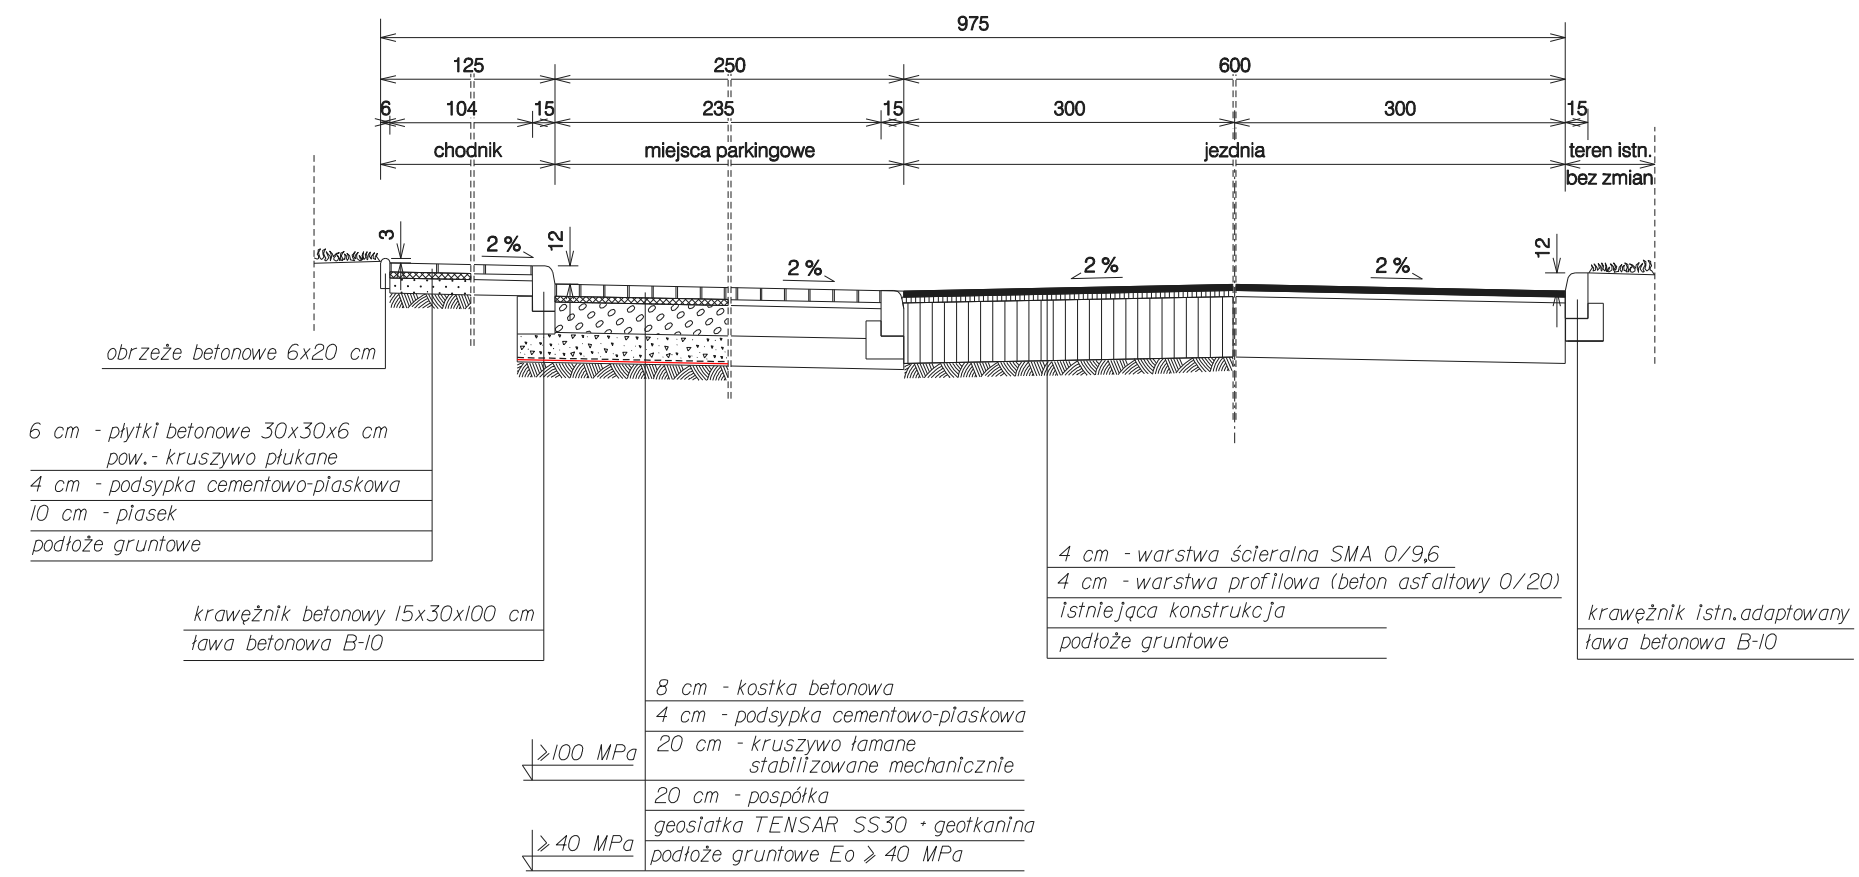 975
125 250 600
6 104 15 235 15 300 300 15
chodnik miejsca parkingowe jezdnia teren istn.
bez zmian
3 2 % 12 2 % 2 % 2 % 12
obrzeże betonowe 6x20 cm
6 cm - płytki betonowe 30x30x6 cm
pow.- kruszywo płukane
4 cm - podsypka cementowo-piaskowa
10 cm - piasek
podłoże gruntowe
krawężnik betonowy 15x30x100 cm
ława betonowa B-10
4 cm - warstwa ścieralna SMA 0/9,6
4 cm - warstwa profilowa (beton asfaltowy 0/20)
istniejąca konstrukcja
podłoże gruntowe
krawężnik istn.adaptowany
ława betonowa B-10
8 cm - kostka betonowa
4 cm - podsypka cementowo-piaskowa
20 cm - kruszywo łamane
stabilizowane mechanicznie
⩾100 MPa
20 cm - pospółka
geosiatka TENSAR SS30 + geotkanina
⩾ 40 MPa
podłoże gruntowe Eo ⩾ 40 MPa